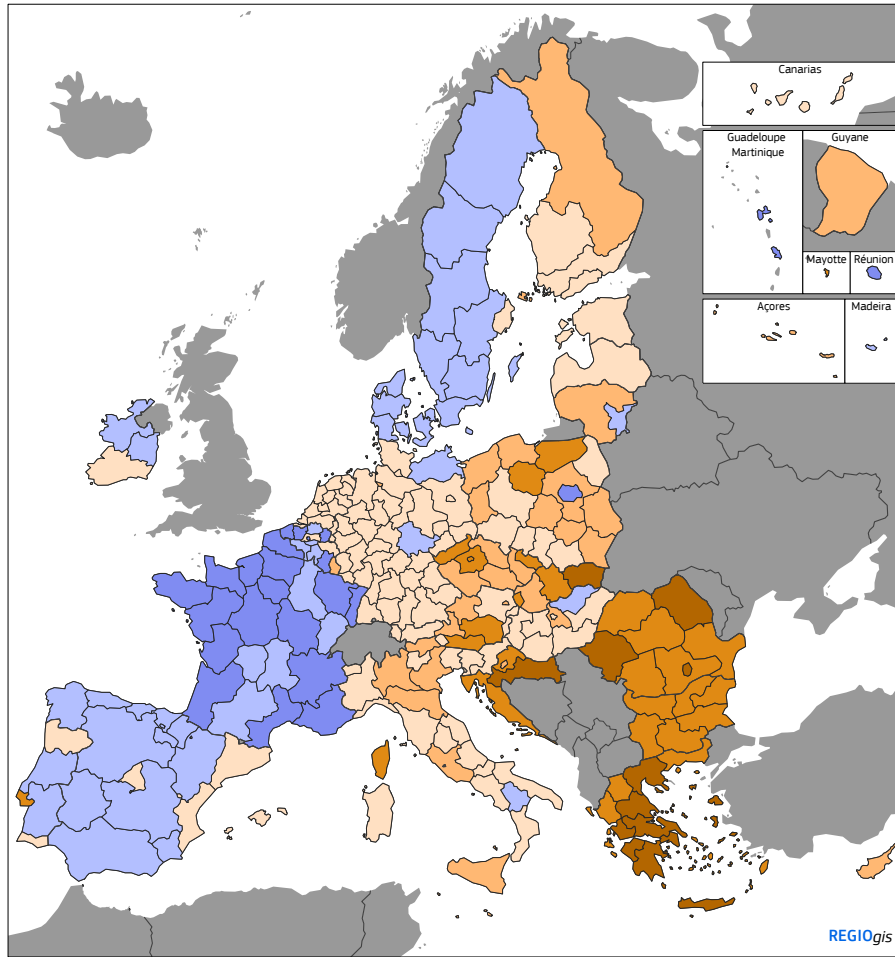 Canarias
Guadeloupe
Martinique
Guyane
Mayotte
Réunion
Açores
Madeira
REGIOgis